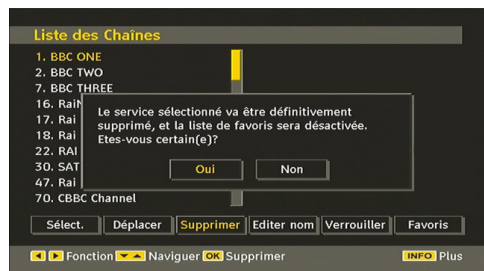 Liste des Chaînes
1. BBC ONE
2. BBC TWO
7. BBC THREE
16. Rai
17. Rai
18. Rai
22. RAI
30. SAT
47. Rai
70. CBBC Channel
Le service sélectionné va être définitivement
supprimé, et la liste de favoris sera désactivée.
Etes-vous certain(e)?
Oui Non
Sélect. Déplacer Supprimer Editer nom Verrouiller Favoris
Fonction Naviguer OK Supprimer INFO Plus